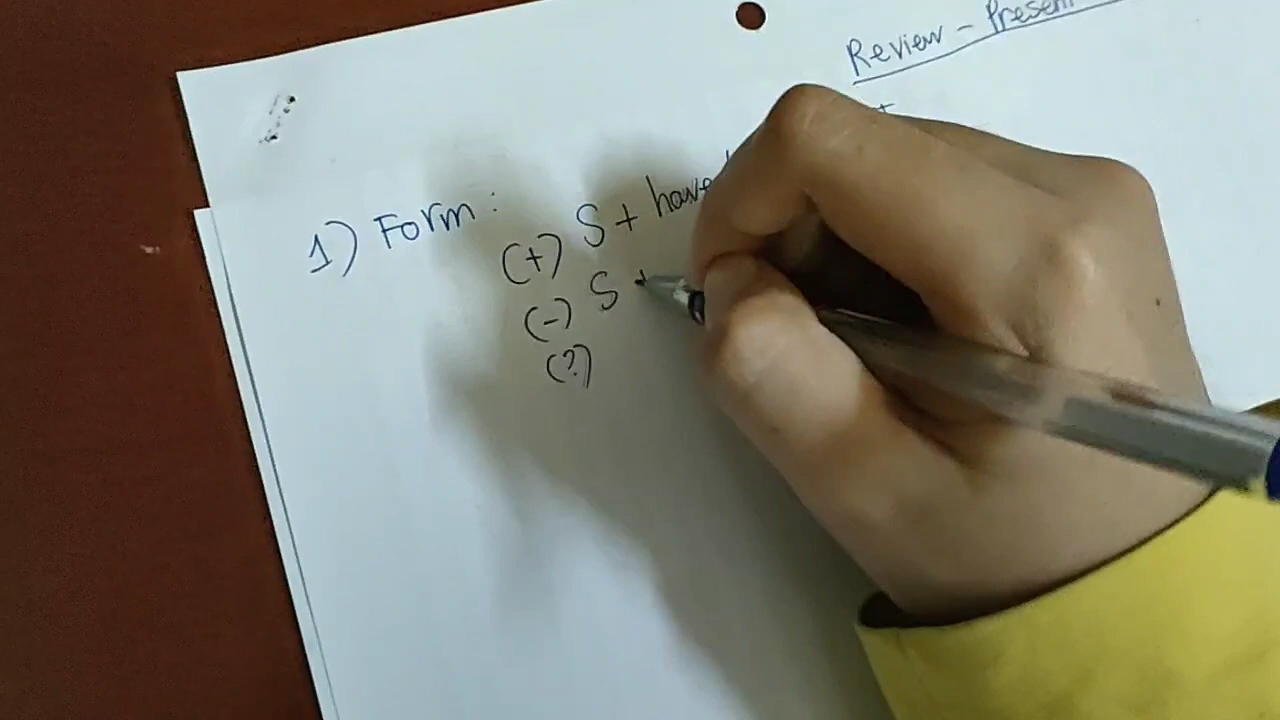 Review - Present
1) Form:
(+) S + have
(-) S +
(?)